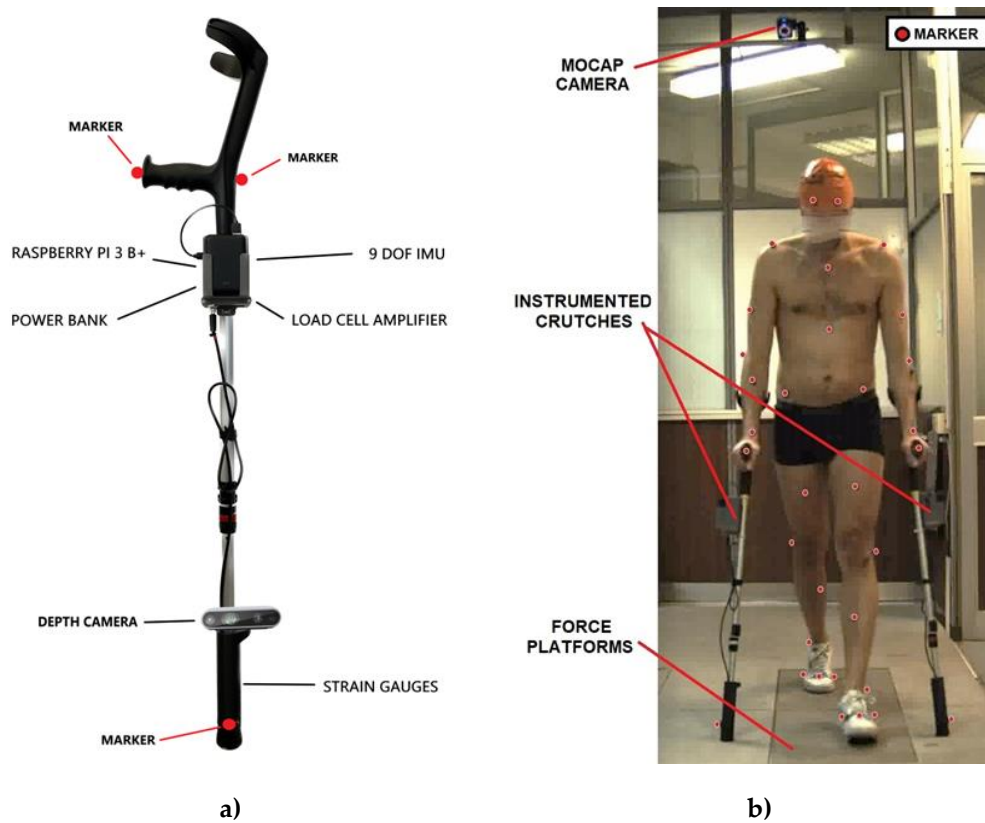 MARKER
MARKER
RASPBERRY PI 3 B+
9 DOF IMU
POWER BANK
LOAD CELL AMPLIFIER
DEPTH CAMERA
STRAIN GAUGES
MARKER
a)
MARKER
MOCAP
CAMERA
INSTRUMENTED
CRUTCHES
FORCE
PLATFORMS
b)